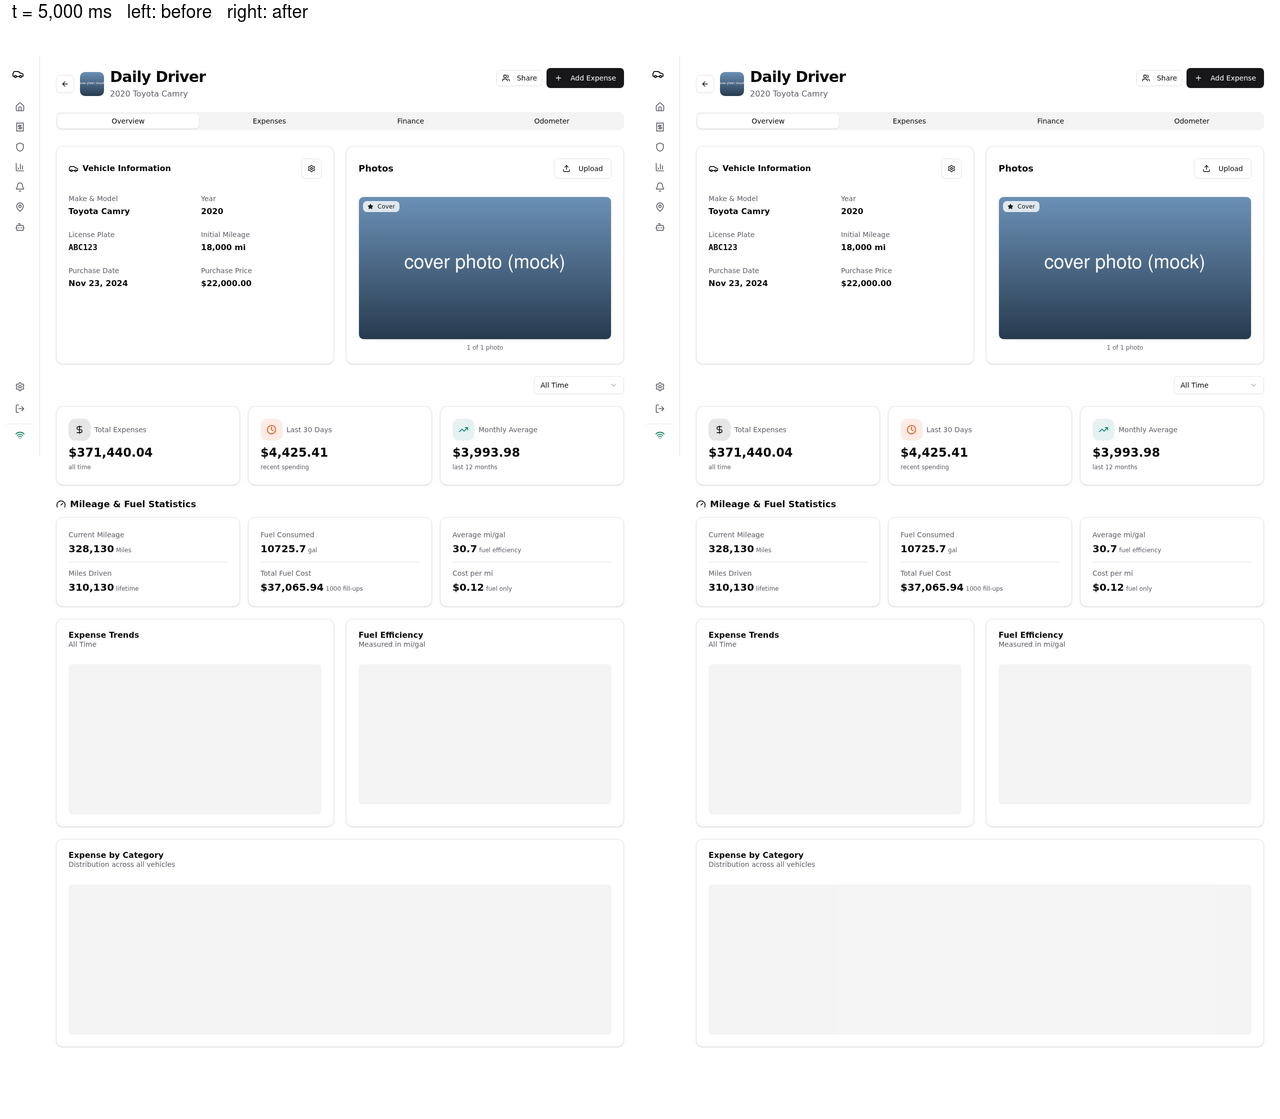 t = 5,000 ms left: before right: after
Daily Driver
2020 Toyota Camry
Share
Add Expense
Overview
Expenses
Finance
Odometer
Vehicle Information
Make & Model
Year
Toyota Camry
2020
License Plate
Initial Mileage
ABC123
18,000 mi
Purchase Date
Purchase Price
Nov 23, 2024
$22,000.00
Photos
Upload
Cover
cover photo (mock)
1 of 1 photo
All Time
Total Expenses
$371,440.04
all time
Last 30 Days
$4,425.41
recent spending
Monthly Average
$3,993.98
last 12 months
Mileage & Fuel Statistics
Current Mileage
328,130 Miles
Miles Driven
310,130 lifetime
Fuel Consumed
10725.7 gal
Total Fuel Cost
$37,065.94 1000 fill-ups
Average mi/gal
30.7 fuel efficiency
Cost per mi
$0.12 fuel only
Expense Trends
All Time
Fuel Efficiency
Measured in mi/gal
Expense by Category
Distribution across all vehicles
Daily Driver
2020 Toyota Camry
Share
Add Expense
Overview
Expenses
Finance
Odometer
Vehicle Information
Make & Model
Year
Toyota Camry
2020
License Plate
Initial Mileage
ABC123
18,000 mi
Purchase Date
Purchase Price
Nov 23, 2024
$22,000.00
Photos
Upload
Cover
cover photo (mock)
1 of 1 photo
All Time
Total Expenses
$371,440.04
all time
Last 30 Days
$4,425.41
recent spending
Monthly Average
$3,993.98
last 12 months
Mileage & Fuel Statistics
Current Mileage
328,130 Miles
Miles Driven
310,130 lifetime
Fuel Consumed
10725.7 gal
Total Fuel Cost
$37,065.94 1000 fill-ups
Average mi/gal
30.7 fuel efficiency
Cost per mi
$0.12 fuel only
Expense Trends
All Time
Fuel Efficiency
Measured in mi/gal
Expense by Category
Distribution across all vehicles